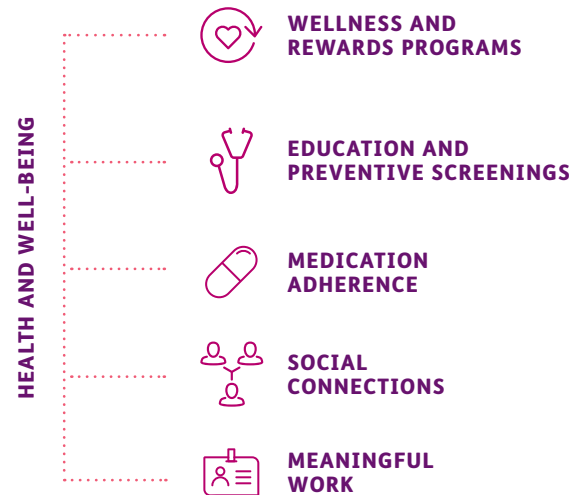 HEALTH AND WELL-BEING
WELLNESS AND
REWARDS PROGRAMS
EDUCATION AND
PREVENTIVE SCREENINGS
MEDICATION
ADHERENCE
SOCIAL
CONNECTIONS
MEANINGFUL
WORK